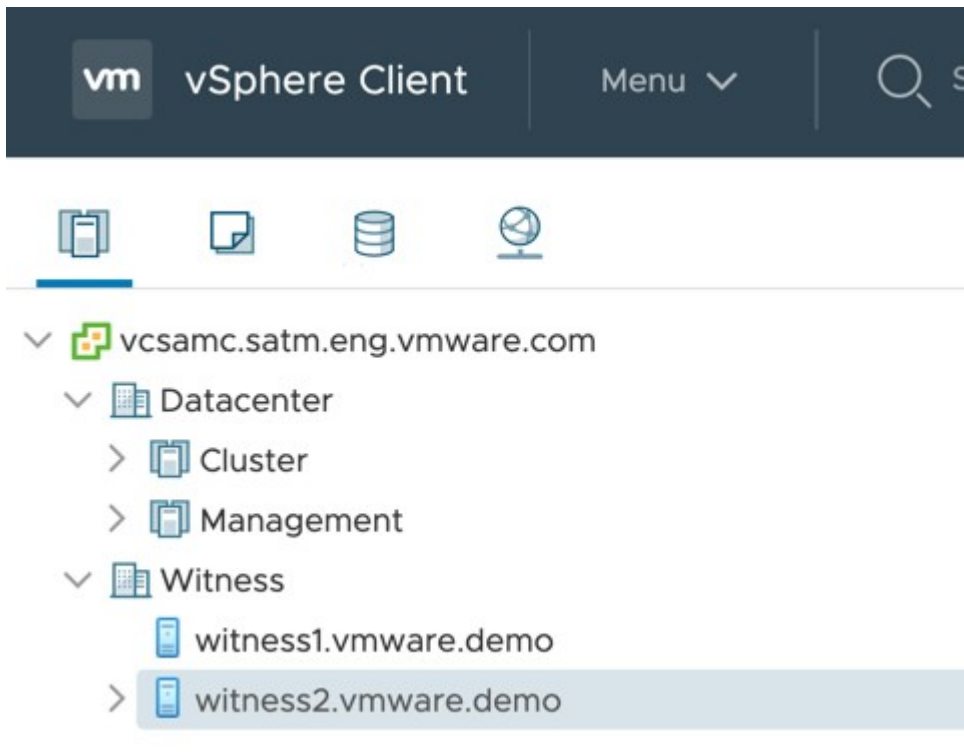 vm vSphere Client Menu
vcsamc.satm.eng.vmware.com
Datacenter
Cluster
Management
Witness
witness1.vmware.demo
witness2.vmware.demo